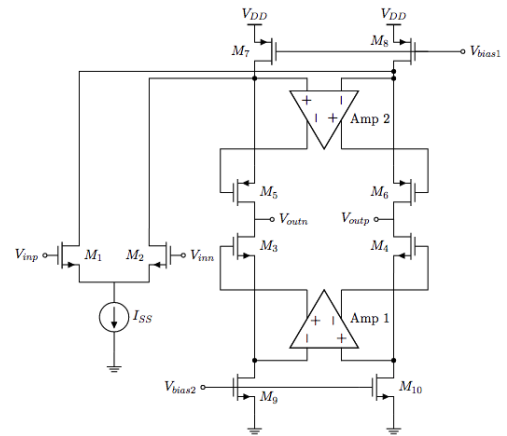 V_DD V_DD
M_7 M_8 V_bias1
+ − − + Amp 2
M_5 M_6
V_outn V_outp
V_inp M_1 M_2 V_inn M_3 M_4
I_SS + − − + Amp 1
V_bias2 M_9 M_10